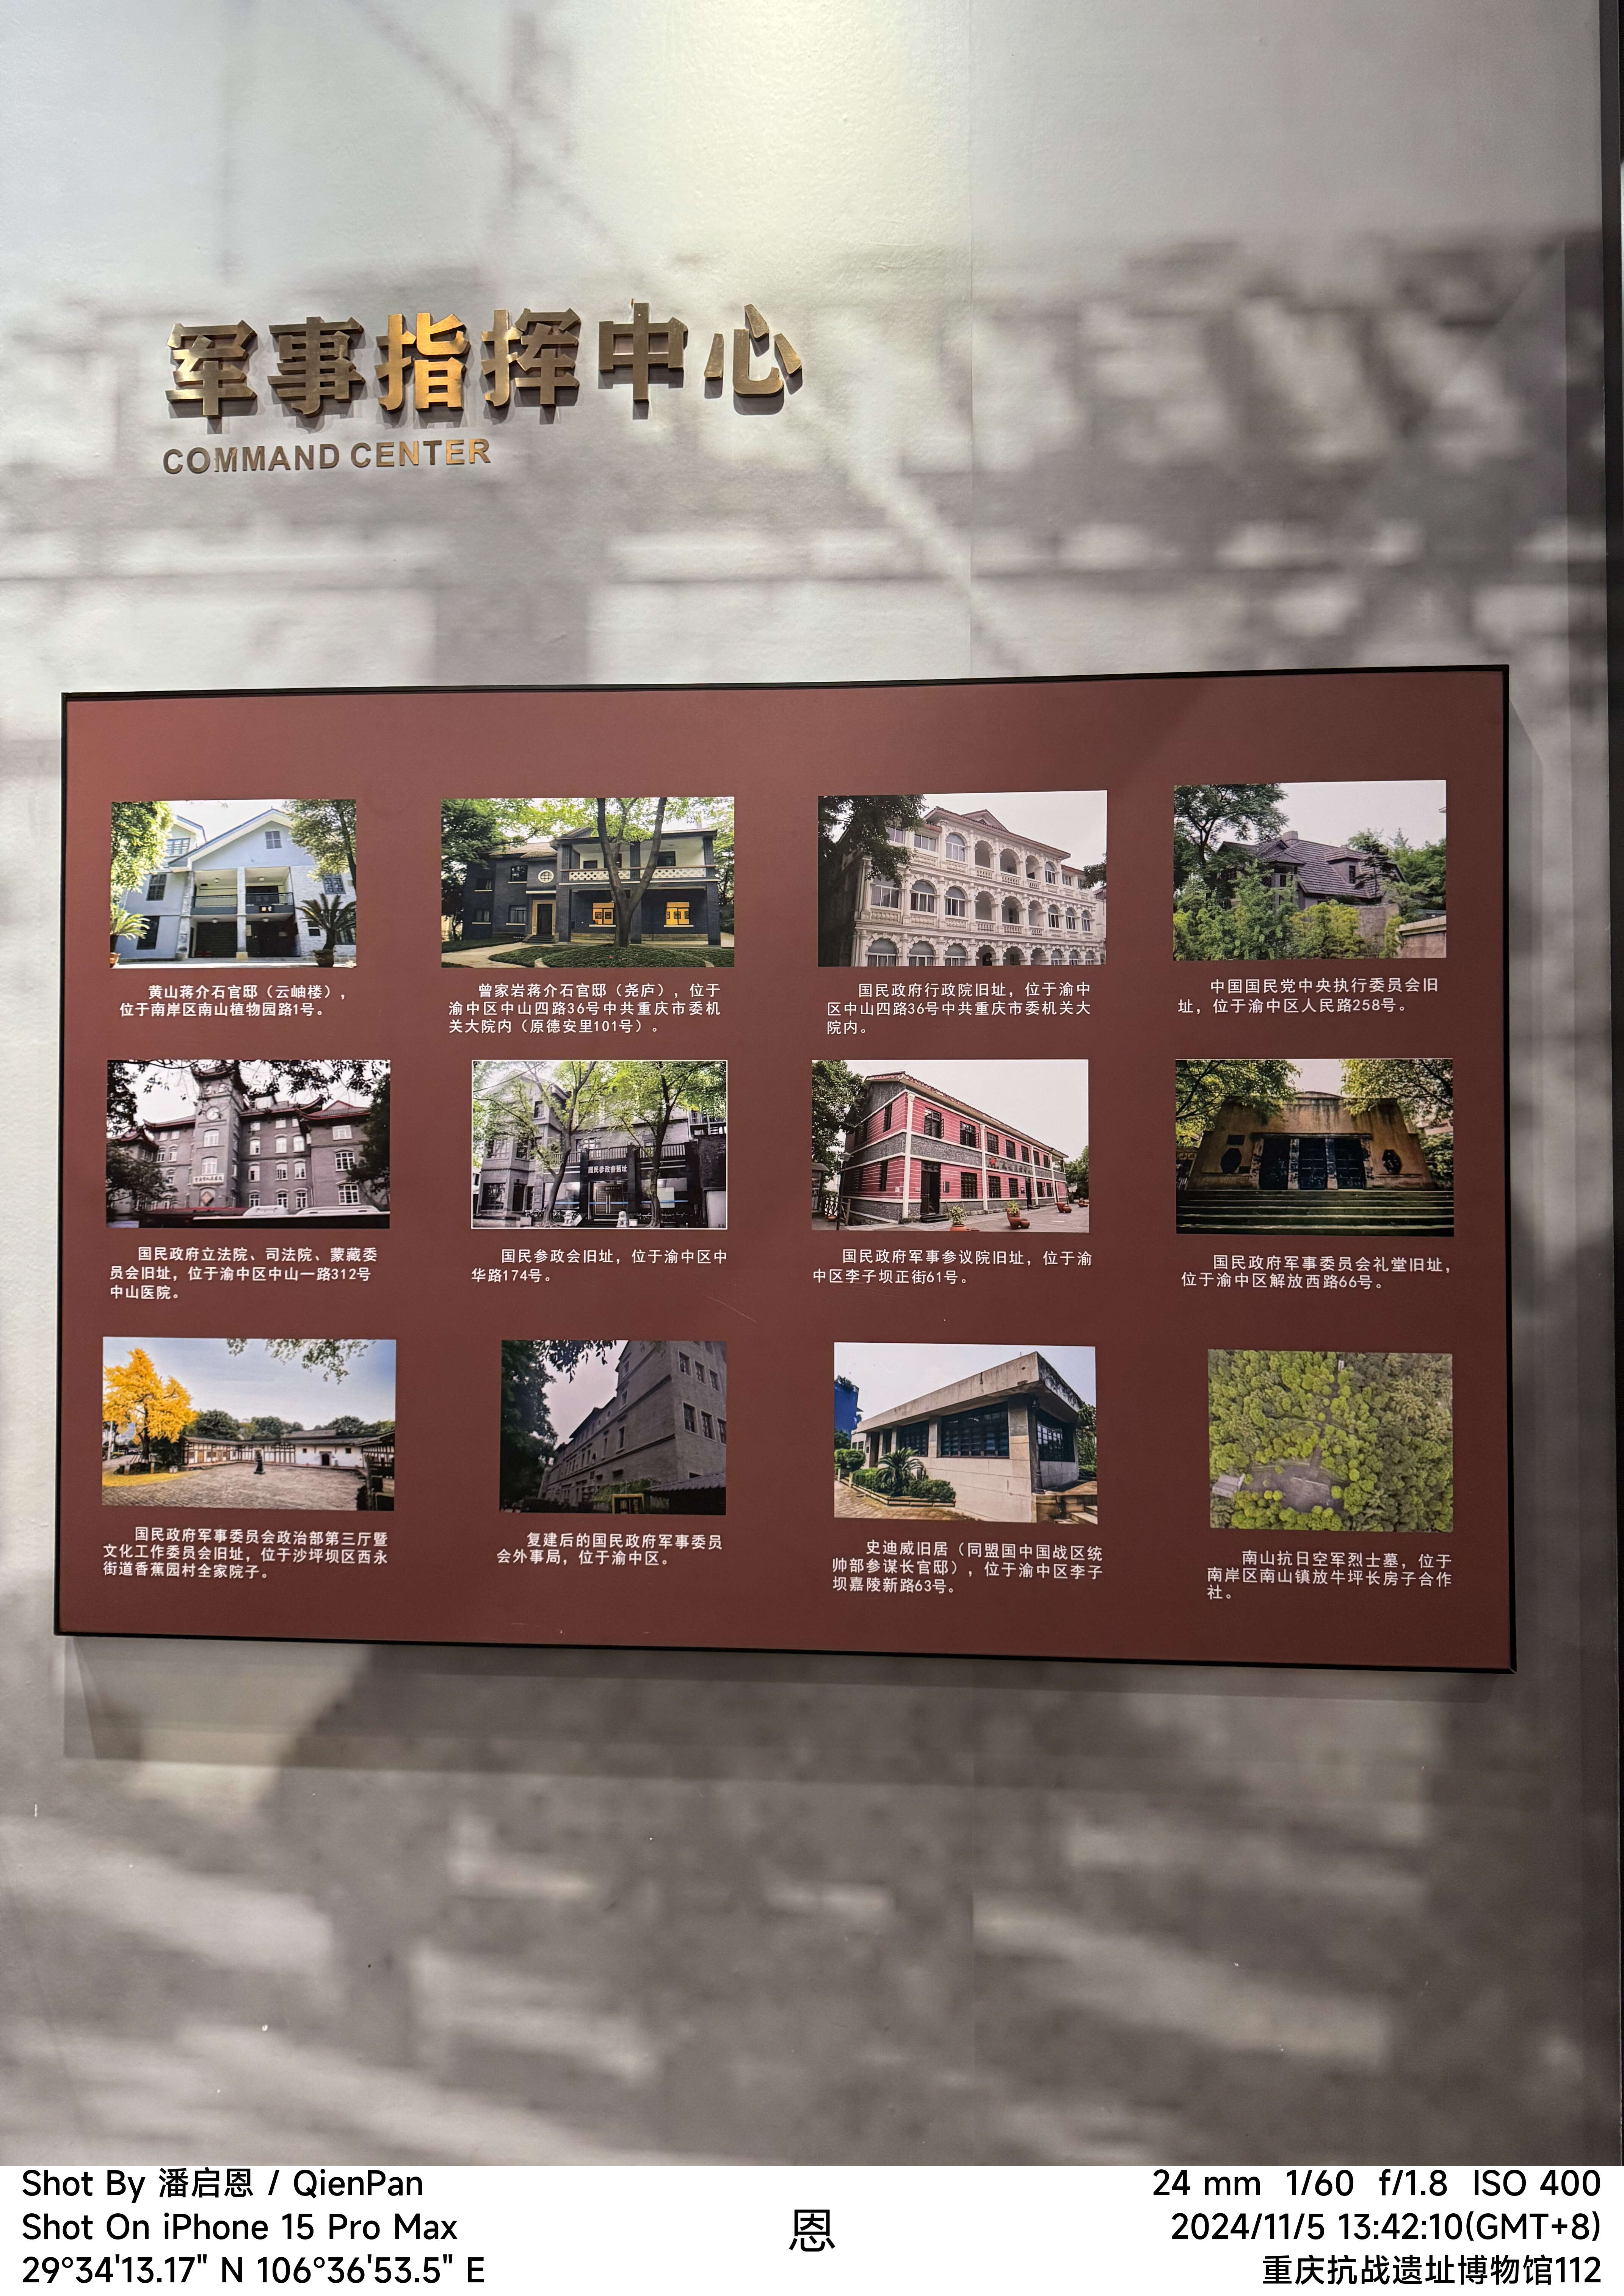 军事指挥中心
COMMAND CENTER
黄山蒋介石官邸（云岫楼），
位于南岸区南山植物园路1号。
曾家岩蒋介石官邸（尧庐），位于
渝中区中山四路36号中共重庆市委机
关大院内（原德安里101号）。
国民政府行政院旧址，位于渝中
区中山四路36号中共重庆市委机关大
院内。
中国国民党中央执行委员会旧
址，位于渝中区人民路258号。
国民政府立法院、司法院、蒙藏委
员会旧址，位于渝中区中山一路312号
中山医院。
国民参政会旧址
国民参政会旧址，位于渝中区中
华路174号。
国民政府军事参议院旧址，位于渝
中区李子坝正街61号。
国民政府军事委员会礼堂旧址，
位于渝中区解放西路66号。
国民政府军事委员会政治部第三厅暨
文化工作委员会旧址，位于沙坪坝区西永
街道香蕉园村全家院子。
复建后的国民政府军事委员
会外事局，位于渝中区。
史迪威旧居（同盟国中国战区统
帅部参谋长官邸），位于渝中区李子
坝嘉陵新路63号。
南山抗日空军烈士墓，位于
南岸区南山镇放牛坪长房子合作
社。
Shot By 潘启恩 / QienPan
Shot On iPhone 15 Pro Max
29°34'13.17" N 106°36'53.5" E
恩
24 mm 1/60 f/1.8 ISO 400
2024/11/5 13:42:10(GMT+8)
重庆抗战遗址博物馆112